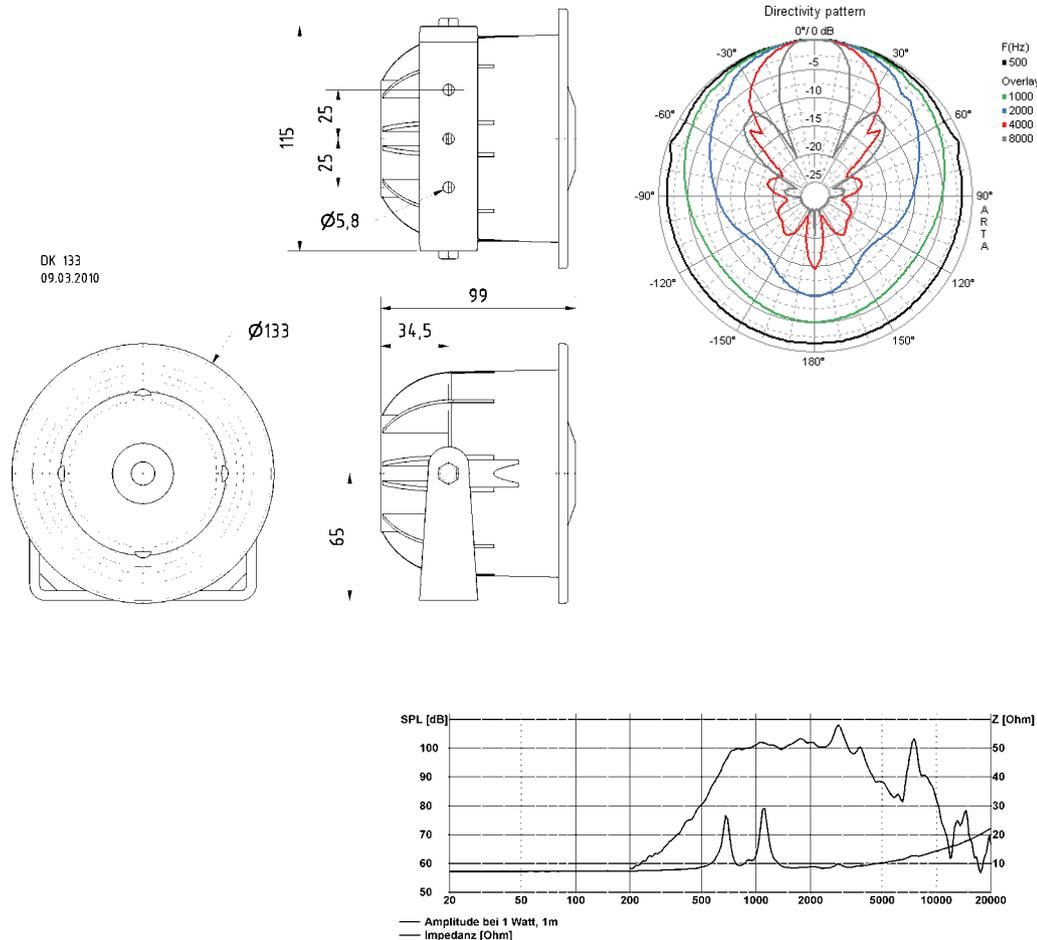 115
25
25
Ø5,8
DK 133
09.03.2010
Ø133
99
34,5
65
Directivity pattern
0°/ 0 dB
-30°
30°
-60°
60°
-90°
90°
-120°
120°
-150°
150°
180°
-5
-10
-15
-20
-25
F(Hz)
500
Overlay
1000
2000
4000
8000
A
R
T
A
SPL [dB]
Z [Ohm]
100
50
90
40
80
30
70
20
60
10
50
20 50 100 200 500 1000 2000 5000 10000 20000
Amplitude bei 1 Watt, 1m
Impedanz [Ohm]